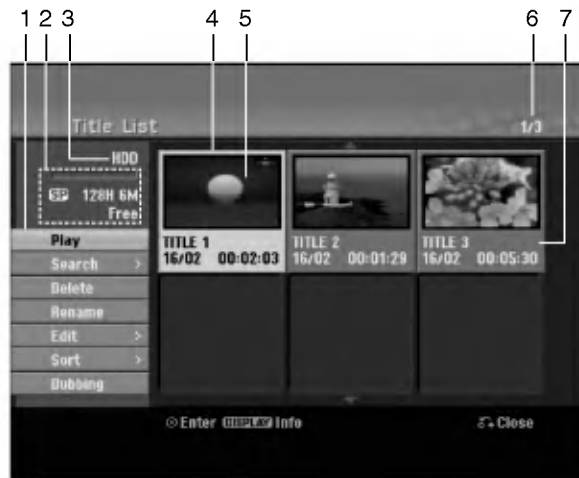 1 2 3 4 5 6 7
Title List
1/3
HDD
SP 128H 6M
Free
Play
Search >
Delete
Rename
Edit >
Sort >
Dubbing
TITLE 1
16/02 00:02:03
TITLE 2
16/02 00:01:29
TITLE 3
16/02 00:05:30
Enter DISPLAY Info
Close